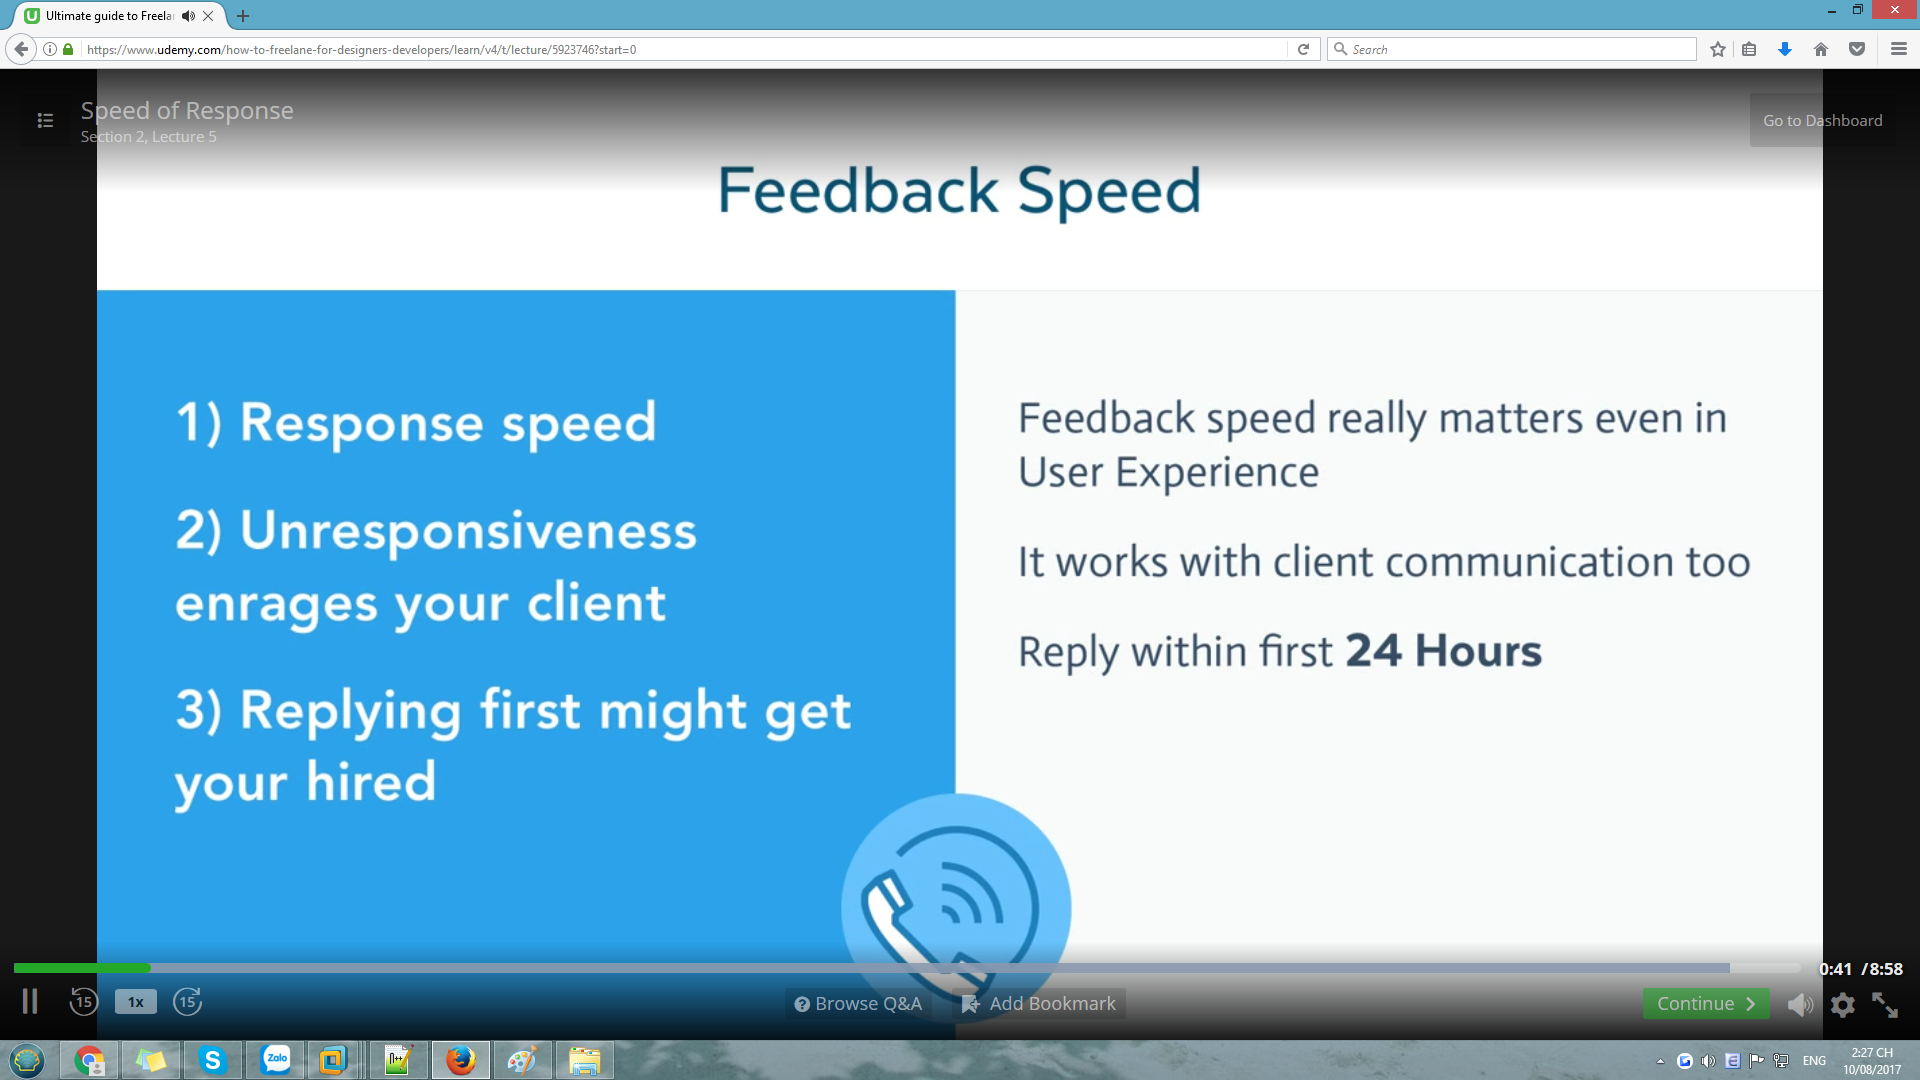 Ultimate guide to Freela
https://www.udemy.com/how-to-freelane-for-designers-developers/learn/v4/t/lecture/5923746?start=0
Search
Speed of Response
Section 2, Lecture 5
Go to Dashboard
Feedback Speed
1) Response speed
2) Unresponsiveness
enrages your client
3) Replying first might get
your hired
Feedback speed really matters even in
User Experience
It works with client communication too
Reply within first 24 Hours
0:41 / 8:58
15
1x
15
Browse Q&A
Add Bookmark
Continue
Zalo
ENG
2:27 CH
10/08/2017